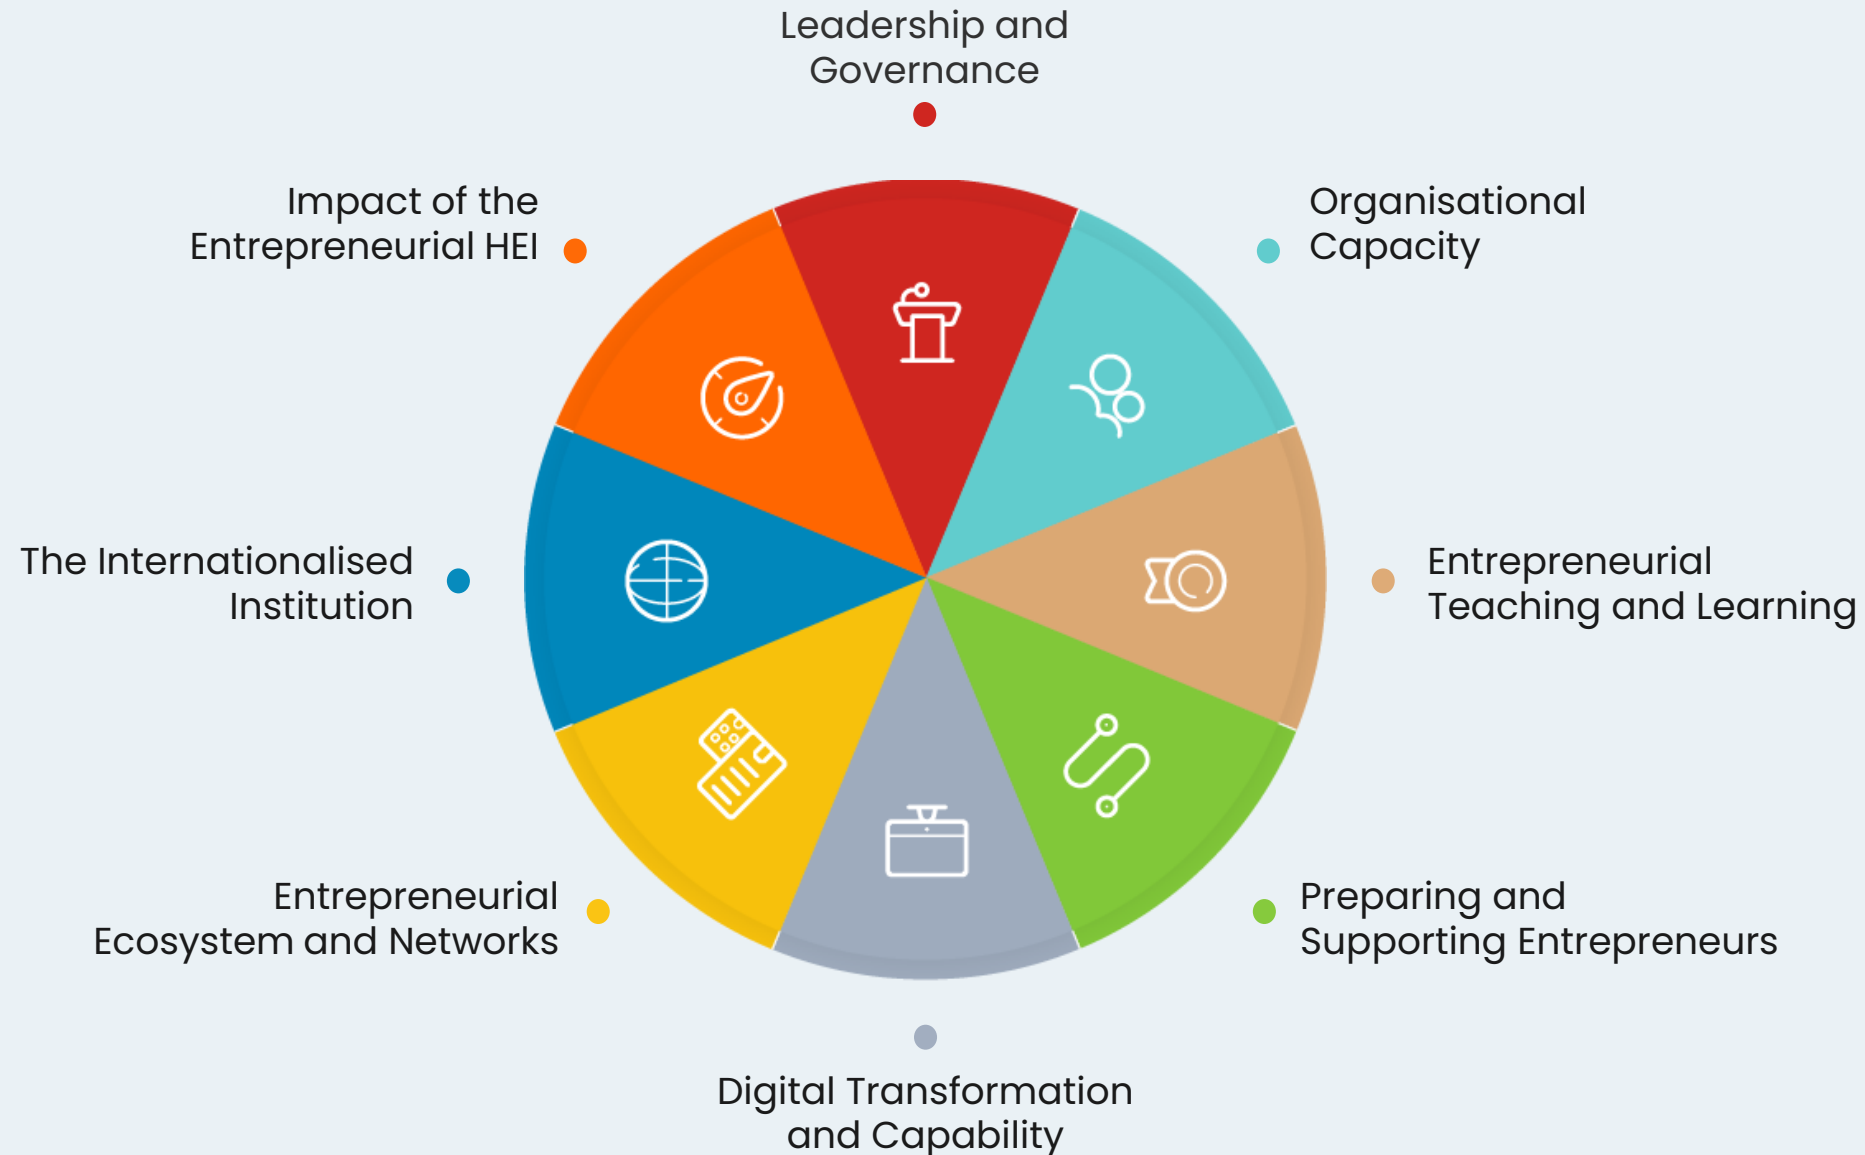 Leadership and
Governance
Impact of the
Entrepreneurial HEI
Organisational
Capacity
The Internationalised
Institution
Entrepreneurial
Teaching and Learning
Entrepreneurial
Ecosystem and Networks
Preparing and
Supporting Entrepreneurs
Digital Transformation
and Capability